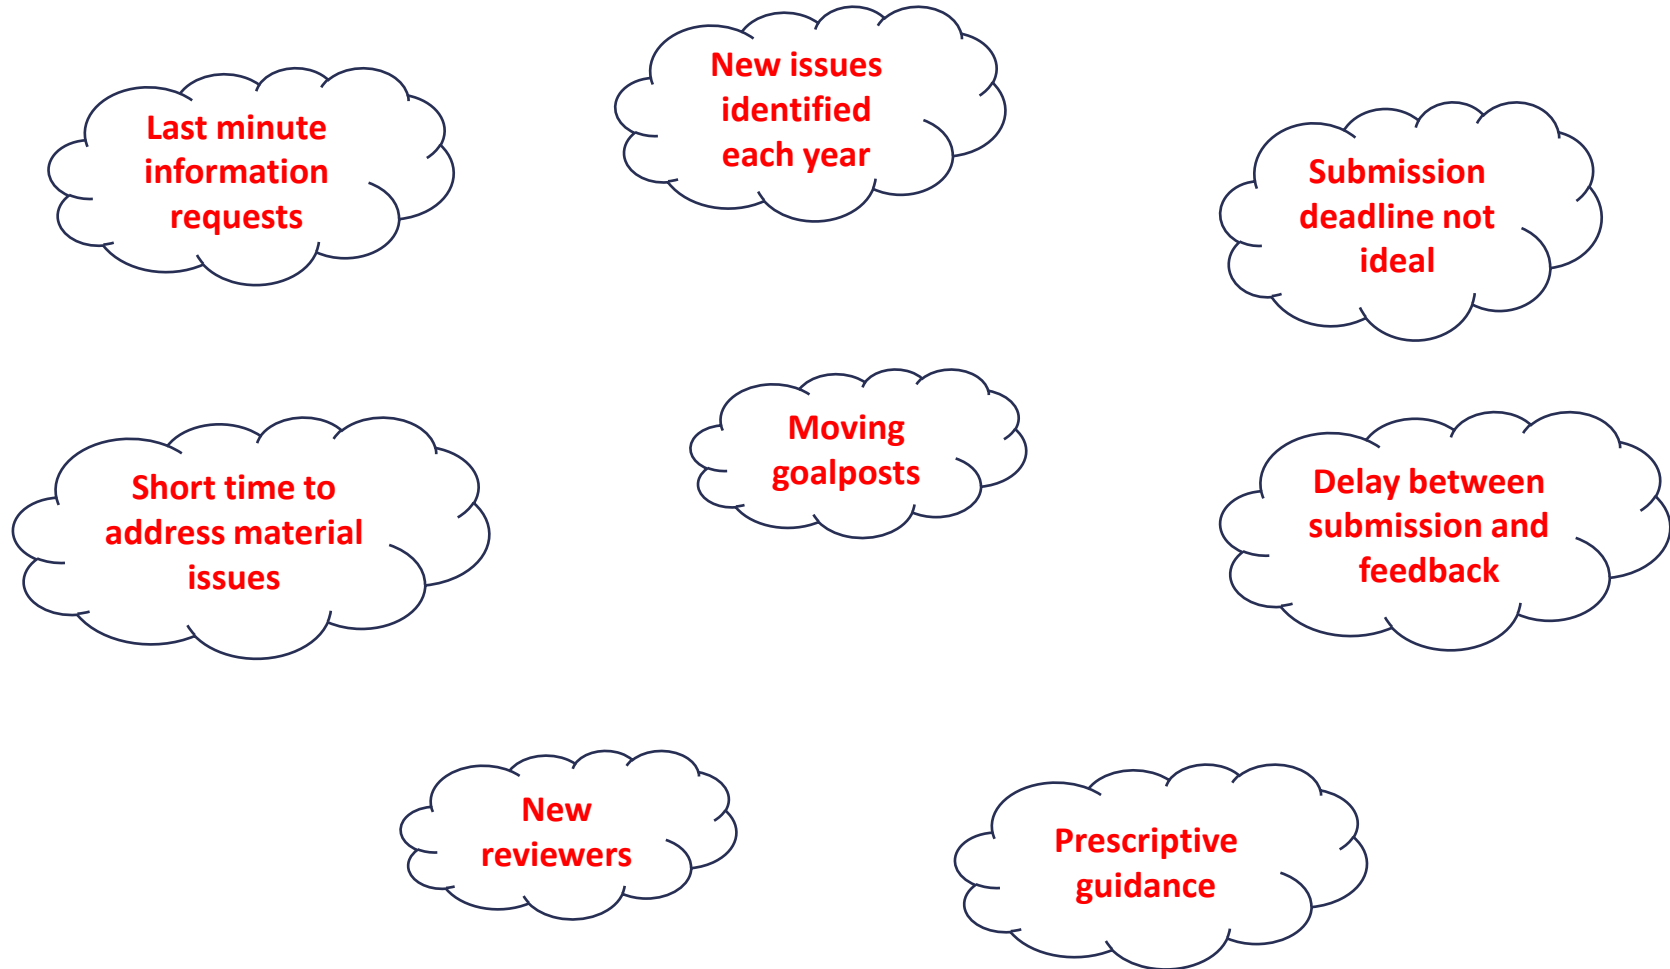 Last minute
information
requests
New issues
identified
each year
Submission
deadline not
ideal
Short time to
address material
issues
Moving
goalposts
Delay between
submission and
feedback
New
reviewers
Prescriptive
guidance